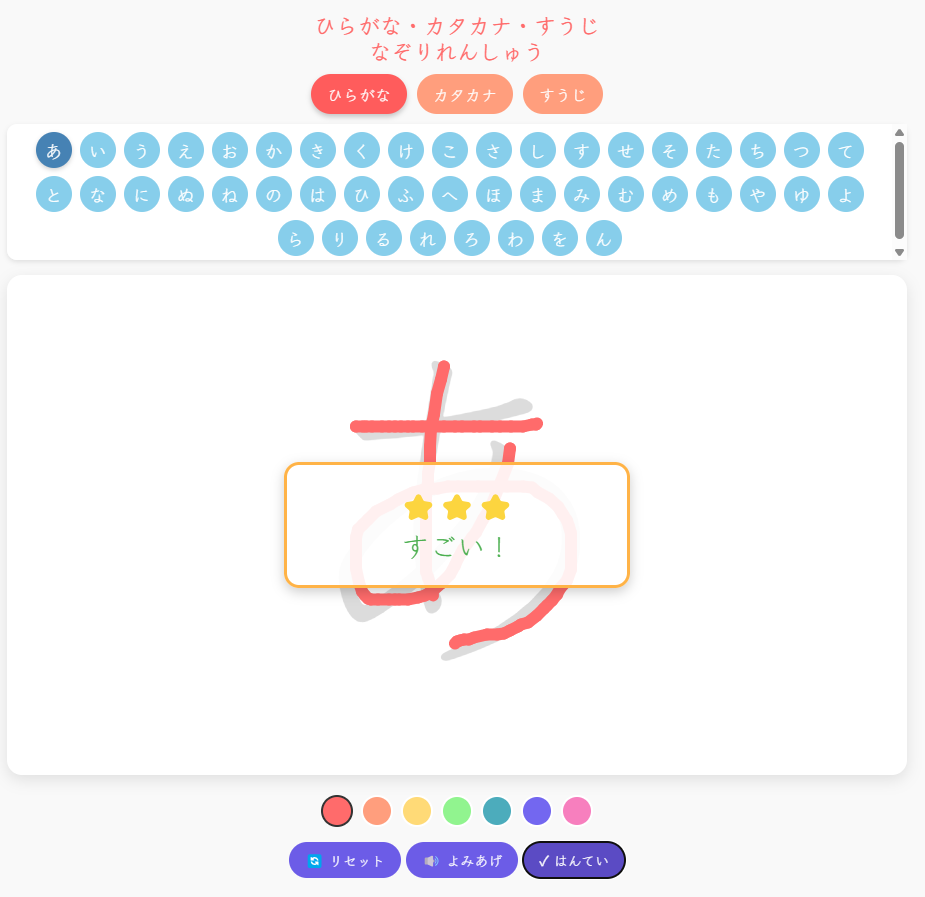 ひらがな・カタカナ・すうじ
なぞりれんしゅう
ひらがな カタカナ すうじ
あ い う え お か き く け こ さ し す せ そ た ち つ て
と な に ぬ ね の は ひ ふ へ ほ ま み む め も や ゆ よ
ら り る れ ろ わ を ん
あ
すごい！
リセット よみあげ ✓ はんてい